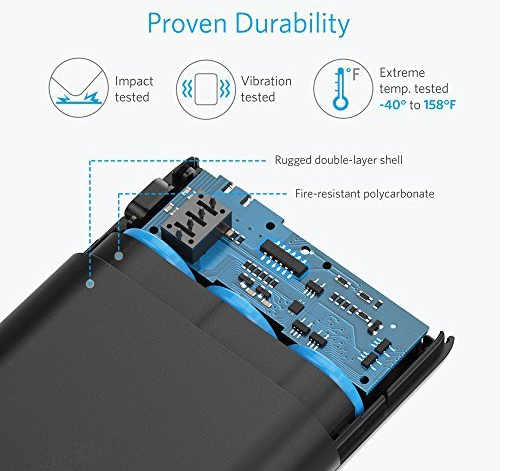 Proven Durability
Impact
tested
Vibration
tested
°F
Extreme
temp. tested
-40° to 158°F
Rugged double-layer shell
Fire-resistant polycarbonate